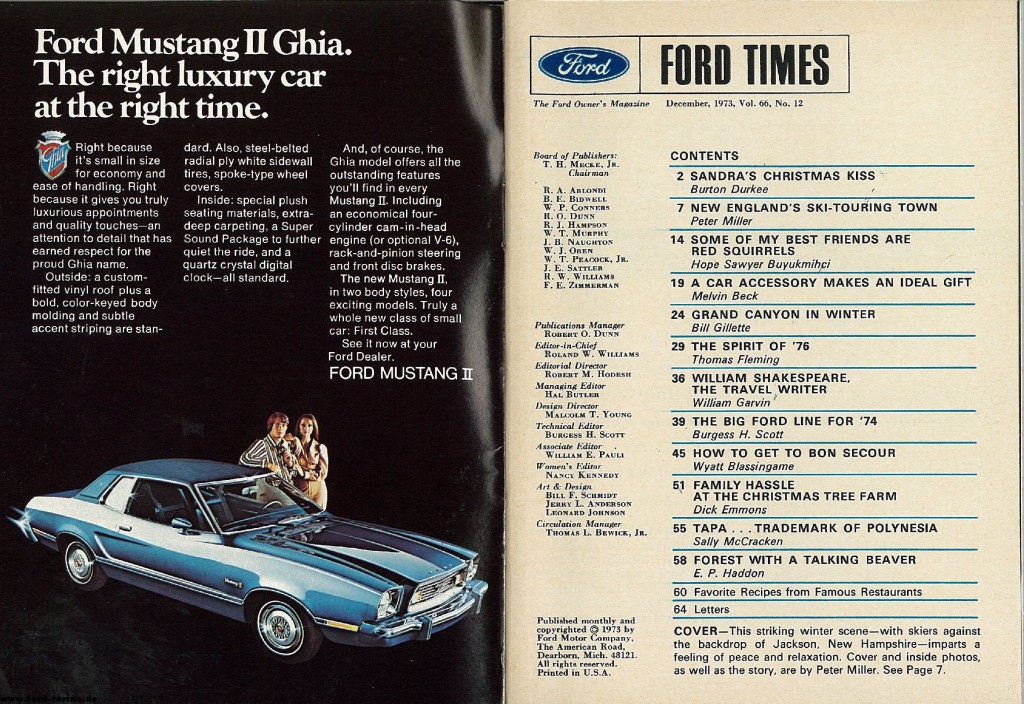 Ford Mustang II Ghia.
The right luxury car
at the right time.
Ghia
Right because
it's small in size
for economy and
ease of handling. Right
because it gives you truly
luxurious appointments
and quality touches—an
attention to detail that has
earned respect for the
proud Ghia name.
Outside: a custom-
fitted vinyl roof plus a
bold, color-keyed body
molding and subtle
accent striping are stan-
dard. Also, steel-belted
radial ply white sidewall
tires, spoke-type wheel
covers.
Inside: special plush
seating materials, extra-
deep carpeting, a Super
Sound Package to further
quiet the ride, and a
quartz crystal digital
clock—all standard.
And, of course, the
Ghia model offers all the
outstanding features
you'll find in every
Mustang II. Including
an economical four-
cylinder cam-in-head
engine (or optional V-6),
rack-and-pinion steering
and front disc brakes.
The new Mustang II,
in two body styles, four
exciting models. Truly a
whole new class of small
car: First Class.
See it now at your
Ford Dealer.
FORD MUSTANG II
Ford
FORD TIMES
The Ford Owner's Magazine December, 1973, Vol. 66, No. 12
Board of Publishers:
T. H. MECKE, JR.
Chairman
R. A. ABLONDI
B. E. BIDWELL
W. P. CONNERS
R. O. DUNN
R. J. HAMPSON
W. T. MURPHY
J. B. NAUGHTON
W. J. OBEN
W. T. PEACOCK, JR.
J. E. SATTLER
R. W. WILLIAMS
F. E. ZIMMERMAN
Publications Manager
ROBERT O. DUNN
Editor-in-Chief
ROLAND W. WILLIAMS
Editorial Director
ROBERT M. HODESH
Managing Editor
HAL BUTLER
Design Director
MALCOLM T. YOUNG
Technical Editor
BURGESS H. SCOTT
Associate Editor
WILLIAM E. PAULI
Women's Editor
NANCY KENNEDY
Art & Design
BILL F. SCHMIDT
JERRY L. ANDERSON
LEONARD JOHNSON
Circulation Manager
THOMAS L. BEWICK, JR.
Published monthly and
copyrighted © 1973 by
Ford Motor Company,
The American Road,
Dearborn, Mich. 48121.
All rights reserved.
Printed in U.S.A.
CONTENTS
2 SANDRA'S CHRISTMAS KISS
Burton Durkee
7 NEW ENGLAND'S SKI-TOURING TOWN
Peter Miller
14 SOME OF MY BEST FRIENDS ARE
RED SQUIRRELS
Hope Sawyer Buyukmihci
19 A CAR ACCESSORY MAKES AN IDEAL GIFT
Melvin Beck
24 GRAND CANYON IN WINTER
Bill Gillette
29 THE SPIRIT OF '76
Thomas Fleming
36 WILLIAM SHAKESPEARE,
THE TRAVEL WRITER
William Garvin
39 THE BIG FORD LINE FOR '74
Burgess H. Scott
45 HOW TO GET TO BON SECOUR
Wyatt Blassingame
51 FAMILY HASSLE
AT THE CHRISTMAS TREE FARM
Dick Emmons
55 TAPA . . . TRADEMARK OF POLYNESIA
Sally McCracken
58 FOREST WITH A TALKING BEAVER
E. P. Haddon
60 Favorite Recipes from Famous Restaurants
64 Letters
COVER—This striking winter scene—with skiers against
the backdrop of Jackson, New Hampshire—imparts a
feeling of peace and relaxation. Cover and inside photos,
as well as the story, are by Peter Miller. See Page 7.